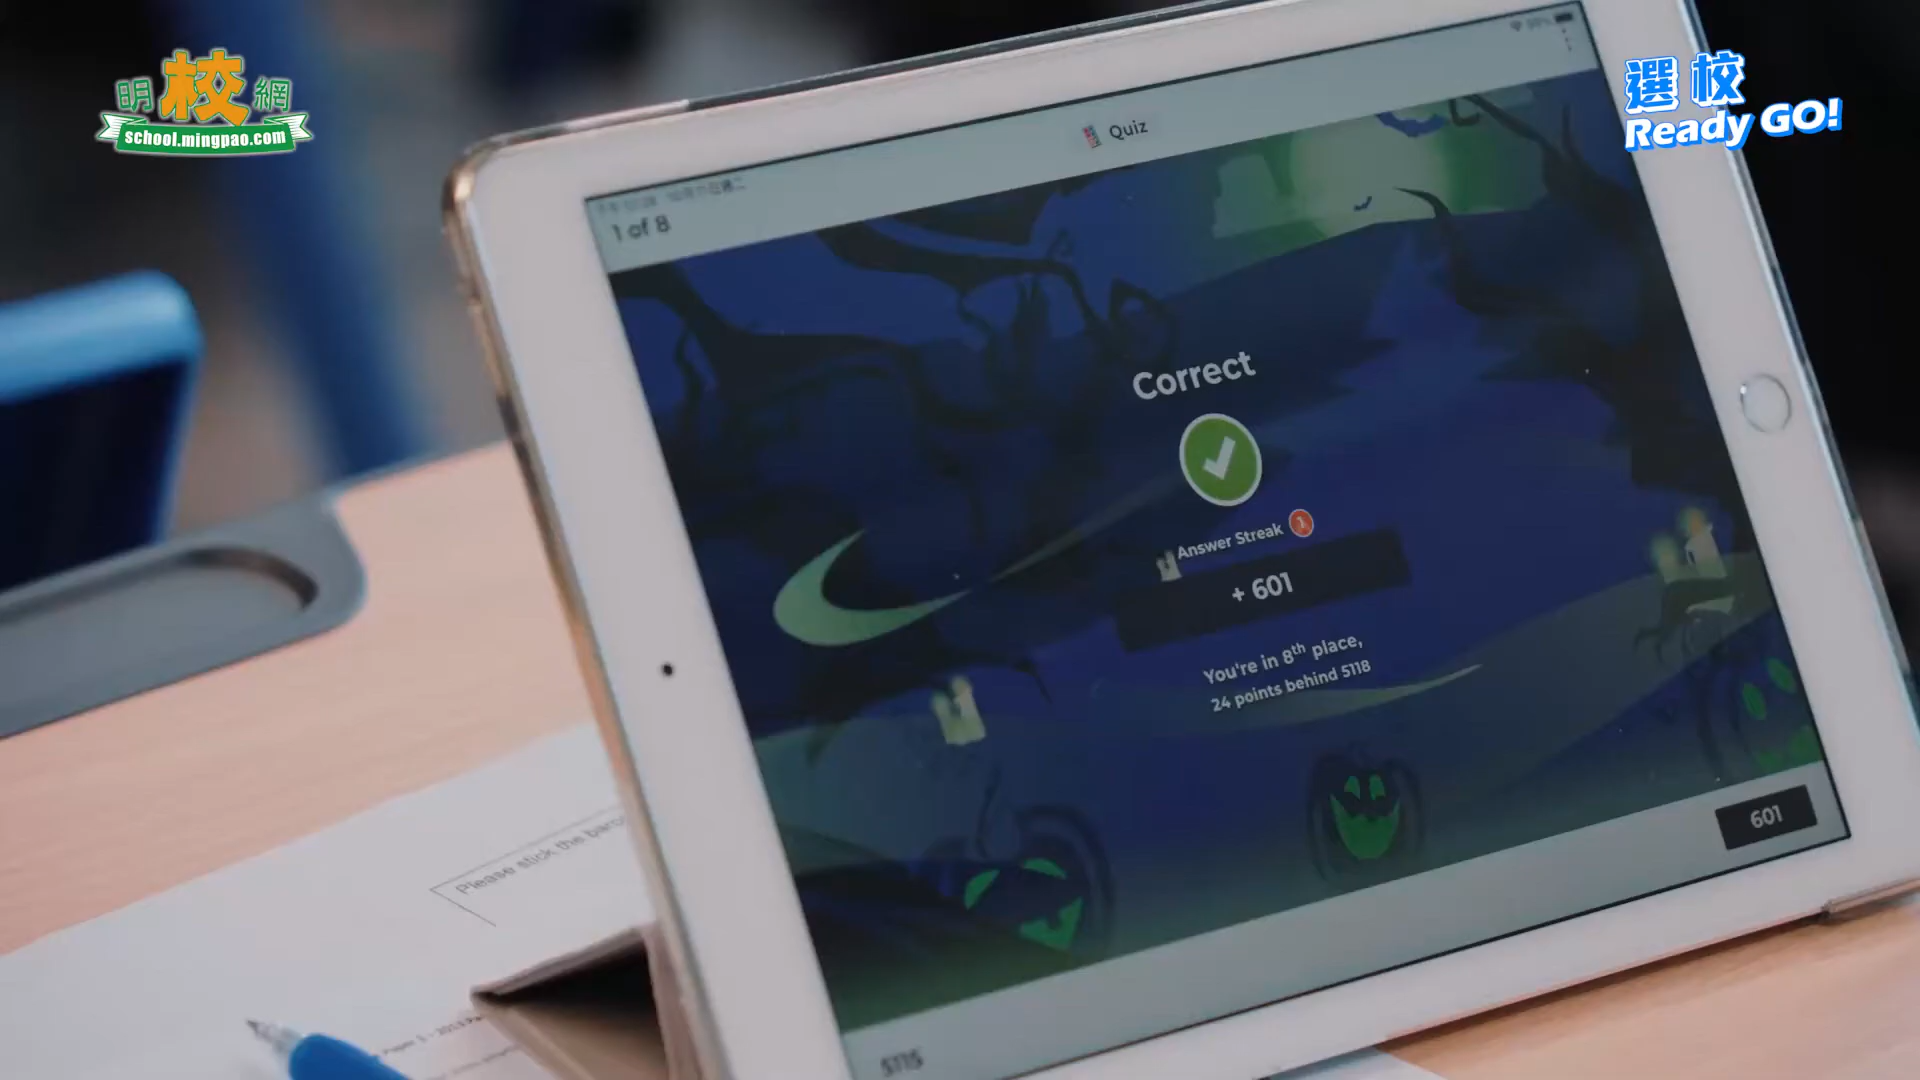 明校網
school.mingpao.com
選校
Ready GO!
Quiz
1 of 8
Correct
Answer Streak 1
+ 601
You're in 8th place,
24 points behind 5118
601
5115
Please stick the